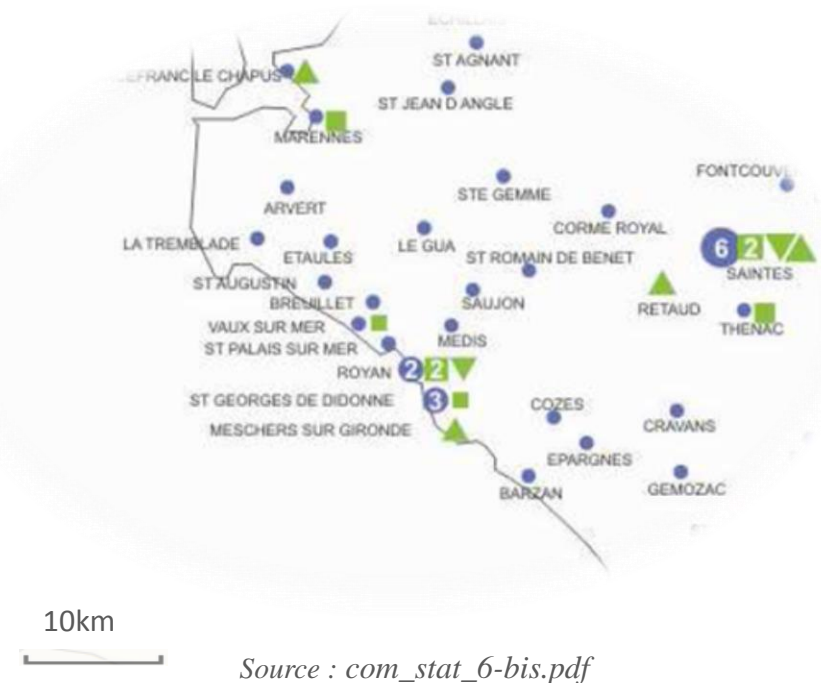 ST AGNANT
LE CHAPUS
ST JEAN D ANGLE
MARENNES
FONTCOUVE
STE GEMME
ARVERT
CORME ROYAL
LA TREMBLADE
ETAULES
LE GUA
6 2
ST ROMAIN DE BENET
SAINTES
ST AUGUSTIN
BREUILLET
SAUJON
RETAUD
VAUX SUR MER
THENAC
MEDIS
ST PALAIS SUR MER
ROYAN 2 2
ST GEORGES DE DIDONNE 3
COZES
CRAVANS
MESCHERS SUR GIRONDE
EPARGNES
BARZAN
GEMOZAC
10km
Source : com_stat_6-bis.pdf